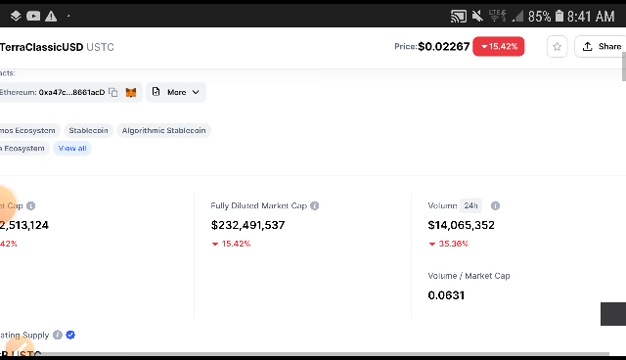 85% 8:41 AM
TerraClassicUSD USTC Price: $0.02267 15.42% Share
acts:
Ethereum: 0xa47c...8661acD More
mos Ecosystem Stablecoin Algorithmic Stablecoin
a Ecosystem View all
et Cap Fully Diluted Market Cap Volume 24h
2,513,124 $232,491,537 $14,065,352
.42% 15.42% 35.36%
Volume / Market Cap
0.0631
ating Supply
B USTC